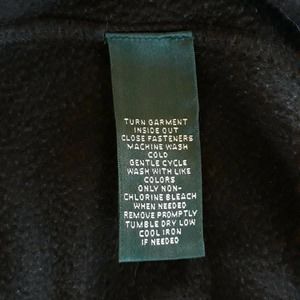 TURN GARMENT
INSIDE OUT
CLOSE FASTENERS
MACHINE WASH
COLD
GENTLE CYCLE
WASH WITH LIKE
COLORS
ONLY NON-
CHLORINE BLEACH
WHEN NEEDED
REMOVE PROMPTLY
TUMBLE DRY LOW
COOL IRON
IF NEEDED